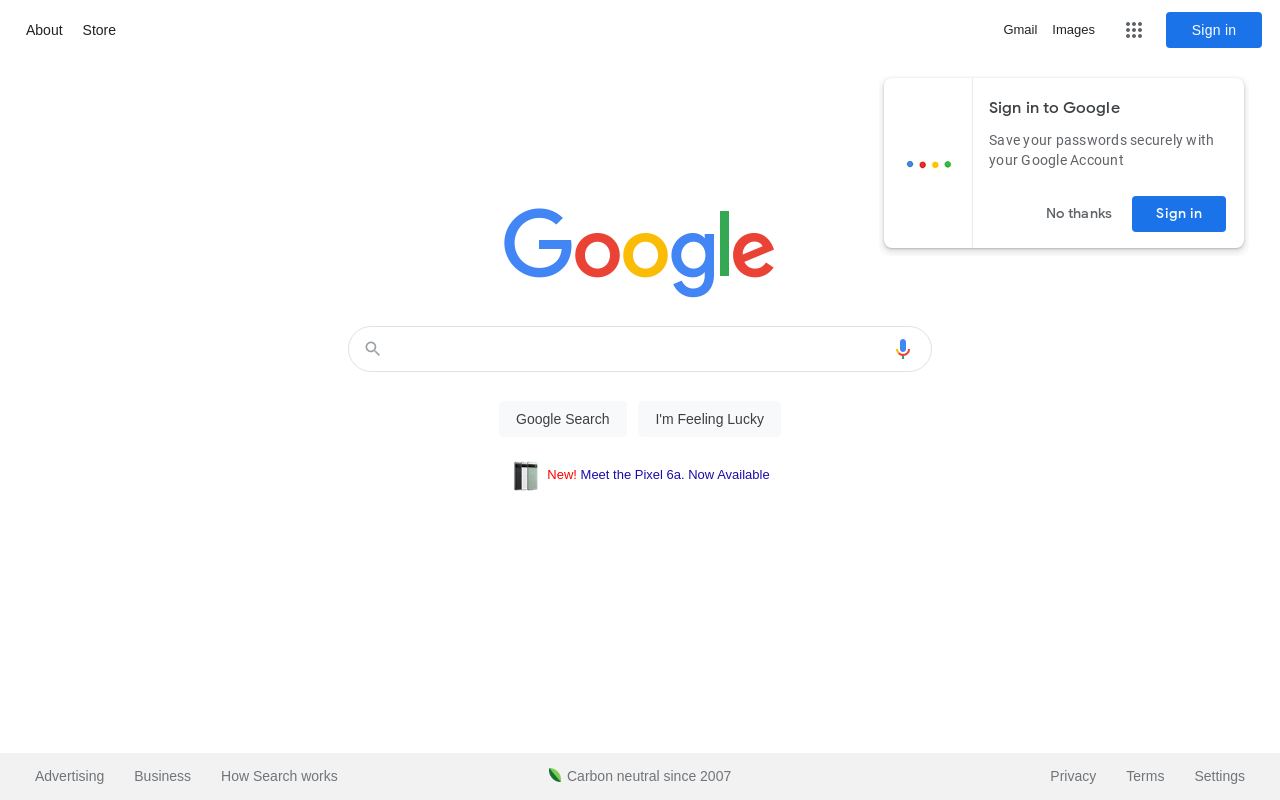 About Store
Gmail Images Sign in
Sign in to Google
Save your passwords securely with
your Google Account
No thanks Sign in
Google
Google Search I'm Feeling Lucky
New! Meet the Pixel 6a. Now Available
Advertising Business How Search works Carbon neutral since 2007 Privacy Terms Settings